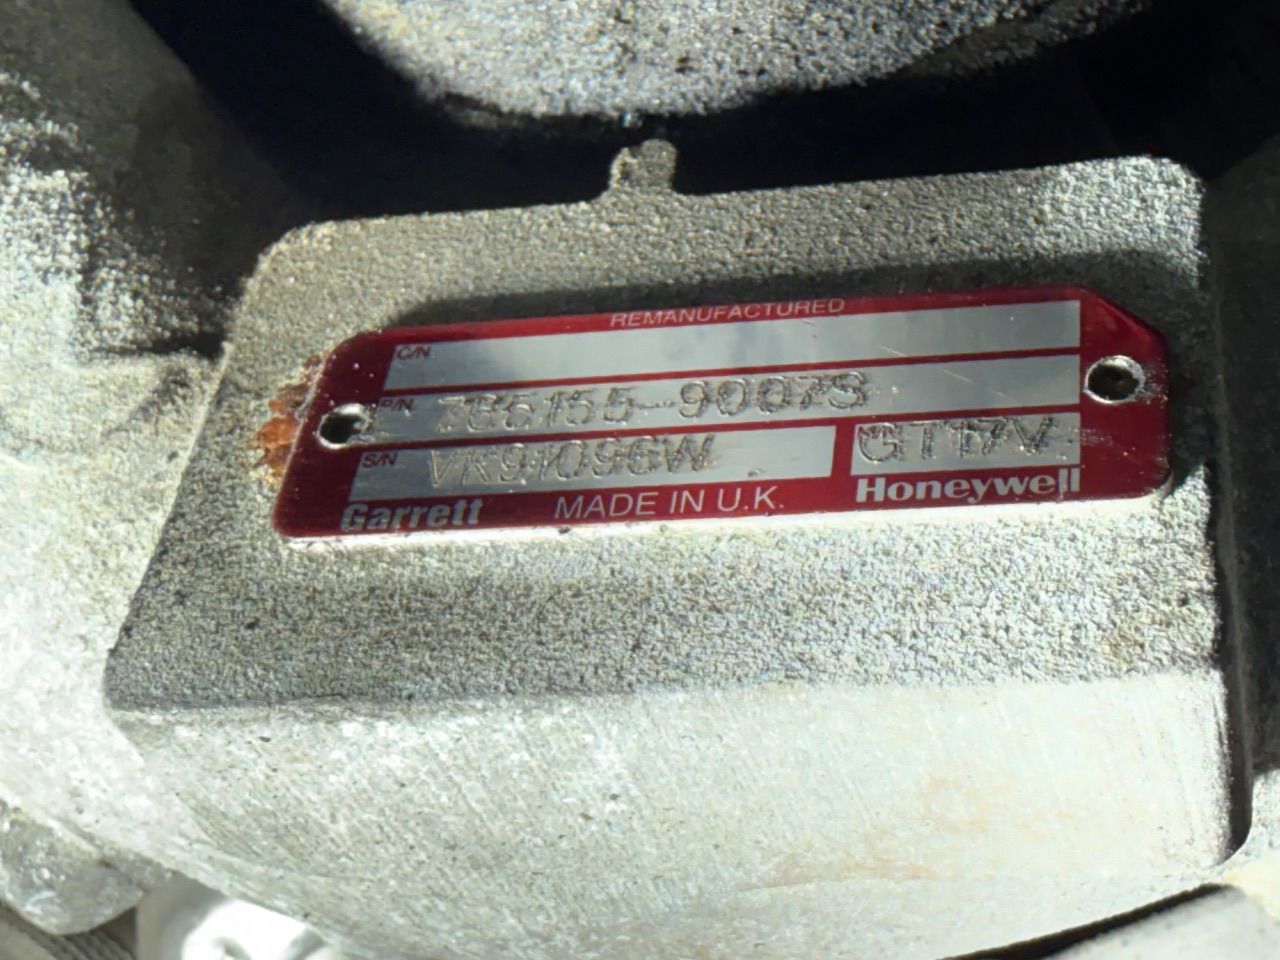 REMANUFACTURED
C/N
P/N 765155-9007S
S/N VK91096W GT17V
Garrett MADE IN U.K. Honeywell